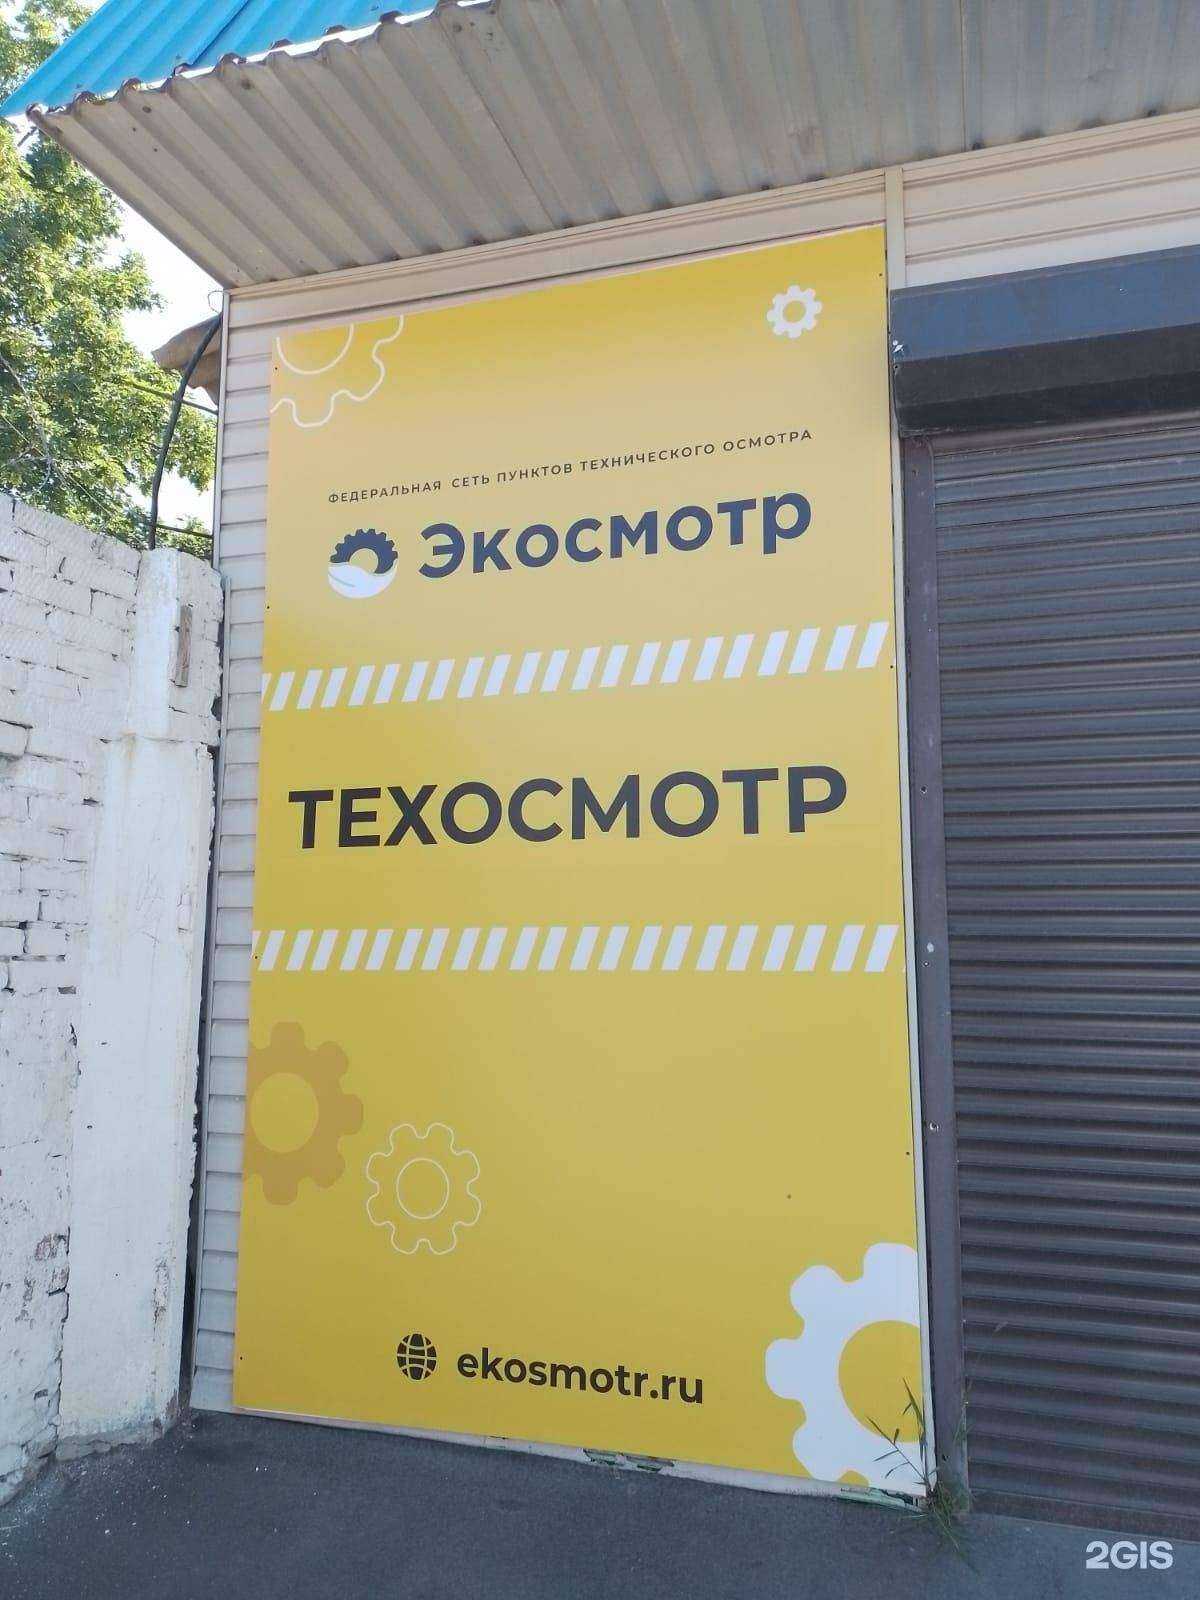 ФЕДЕРАЛЬНАЯ СЕТЬ ПУНКТОВ ТЕХНИЧЕСКОГО ОСМОТРА
Экосмотр
ТЕХОСМОТР
ekosmotr.ru
2GIS